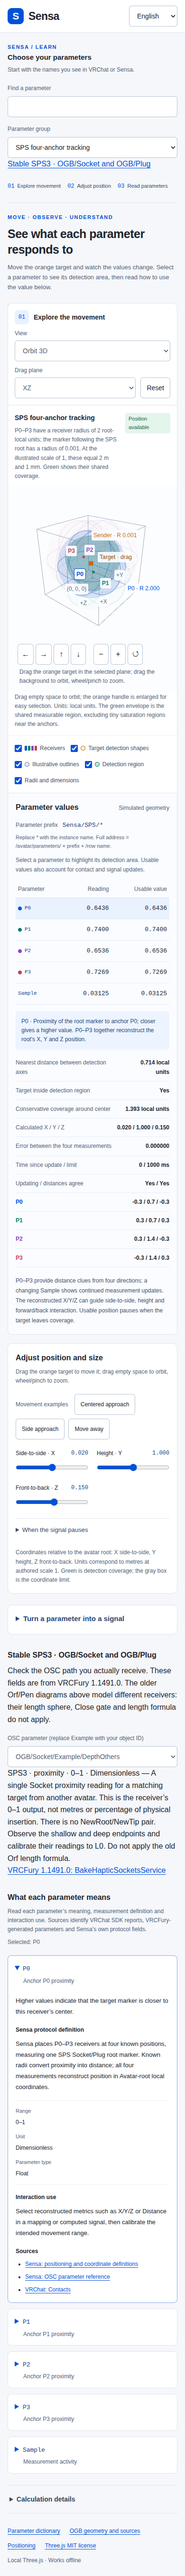 S Sensa English
SENSA / LEARN
Choose your parameters
Start with the names you see in VRChat or Sensa.
Find a parameter
Parameter group
SPS four-anchor tracking
Stable SPS3 · OGB/Socket and OGB/Plug
01 Explore movement 02 Adjust position 03 Read parameters
MOVE · OBSERVE · UNDERSTAND
See what each parameter
responds to
Move the orange target and watch the values change. Select
a parameter to see its detection area, then read how to use
the value below.
01 Explore the movement
View
Orbit 3D
Drag plane
XZ Reset
SPS four-anchor tracking
Position
available
P0–P3 have a receiver radius of 2 root-
local units; the marker following the SPS
root has a radius of 0.001. At the
illustrated scale of 1, these equal 2 m
and 1 mm. Green shows their shared
coverage.
Sender · R 0.001
P3 P2
Target · drag
P0 +Y
P1
(0, 0, 0) P0 · R 2.000
+Z +X
← → ↑ ↓ − +
Drag the orange target in the selected plane; drag the
background to orbit, wheel/pinch to zoom.
Drag empty space to orbit; the orange handle is enlarged for
easy selection. Units: local units. The green envelope is the
shared measurable region, excluding tiny saturation regions
near the anchors.
Receivers Target detection shapes
Illustrative outlines Detection region
Radii and dimensions
Parameter values Simulated geometry
Parameter prefix Sensa/SPS/*
Replace * with the instance name. Full address =
/avatar/parameters/ + prefix + row name.
Select a parameter to highlight its detection area. Usable
values also account for contact limits and target coverage.
Parameter Reading Usable value
P0 0.6436 0.6436
P1 0.7400 0.7400
P2 0.6536 0.6536
P3 0.7269 0.7269
Sample 0.03125 0.03125
P0 · Proximity of the root marker to anchor P0; closer
gives a higher value. P0–P3 together reconstruct the
root's X, Y and Z position.
Nearest distance between detection axes 0.714 local units
Target inside detection region Yes
Conservative coverage around center 1.393 local units
Calculated X / Y / Z 0.020 / 1.000 / 0.150
Error between the four measurements 0.000000
Time since update / limit 0 / 1000 ms
Updating / distances agree Yes / Yes
P0 -0.3 / 0.7 / -0.3
P1 0.3 / 0.7 / 0.3
P2 0.3 / 1.4 / -0.3
P3 -0.3 / 1.4 / 0.3
P0–P3 provide distance clues from four directions; a
changing Sample shows continued measurement updates.
The reconstructed X/Y/Z can guide side-to-side, height and
forward/back interaction. Usable position pauses when the
target leaves coverage.
Adjust position and size
Drag the orange target to move it, drag empty space to orbit,
wheel/pinch to zoom.
Movement examples Centered approach
Side approach Move away
Side-to-side · X 0.020 Height · Y 1.000
Front-to-back · Z 0.150
When the signal pauses
Coordinates relative to the avatar root: X side-to-side, Y
height, Z front-to-back. Units correspond to meters at
authored scale 1. Green is detection coverage; the gray box
is the coordinate limit.
Turn a parameter into a signal
Stable SPS3 · OGB/Socket and OGB/Plug
Check the OSC path you actually receive. These
fields are from VRCFury 1.1491.0. The older
Orf/Pen diagrams above model different receivers:
their length sphere, Close gate and length formula
do not apply.
OSC parameter (replace Example with your object ID)
OGB/Socket/Example/DepthOthers
SPS3 · proximity · 0–1 · Dimensionless — A
single Socket proximity reading for a matching
target from another avatar. This is the receiver's
0–1 output, not metres or percentage of physical
insertion. There is no NewRoot/NewTip pair.
Observe the shallow and deep endpoints and
calibrate their readings to L0. Do not apply the old
Orf length formula.
VRCFury 1.1491.0: BakeHapticSocketsService
What each parameter means
Read each parameter's meaning, measurement definition and
interaction use. Sources identify VRChat SDK reports, VRCFury-
generated parameters and Sensa's own protocol fields.
Selected: P0
P0
Anchor P0 proximity
Higher values indicate that the target marker is closer to
this receiver's center.
Sensa protocol definition
Sensa places P0–P3 receivers at four known positions,
measuring one SPS Socket/Plug root marker. Known
radii convert proximity into distance; all four
measurements reconstruct position in Avatar-root local
coordinates.
Range
0–1
Unit
Dimensionless
Parameter type
Float
Interaction use
Select reconstructed metrics such as X/Y/Z or Distance
in a mapping or computed signal, then calibrate the
intended movement range.
Sources
Sensa: positioning and coordinate definitions
Sensa: OSC parameter reference
VRChat: Contacts
P1
Anchor P1 proximity
P2
Anchor P2 proximity
P3
Anchor P3 proximity
Sample
Measurement activity
Calculation details
Parameter dictionary OGB geometry and sources
Positioning Three.js MIT license
Local Three.js · Works offline